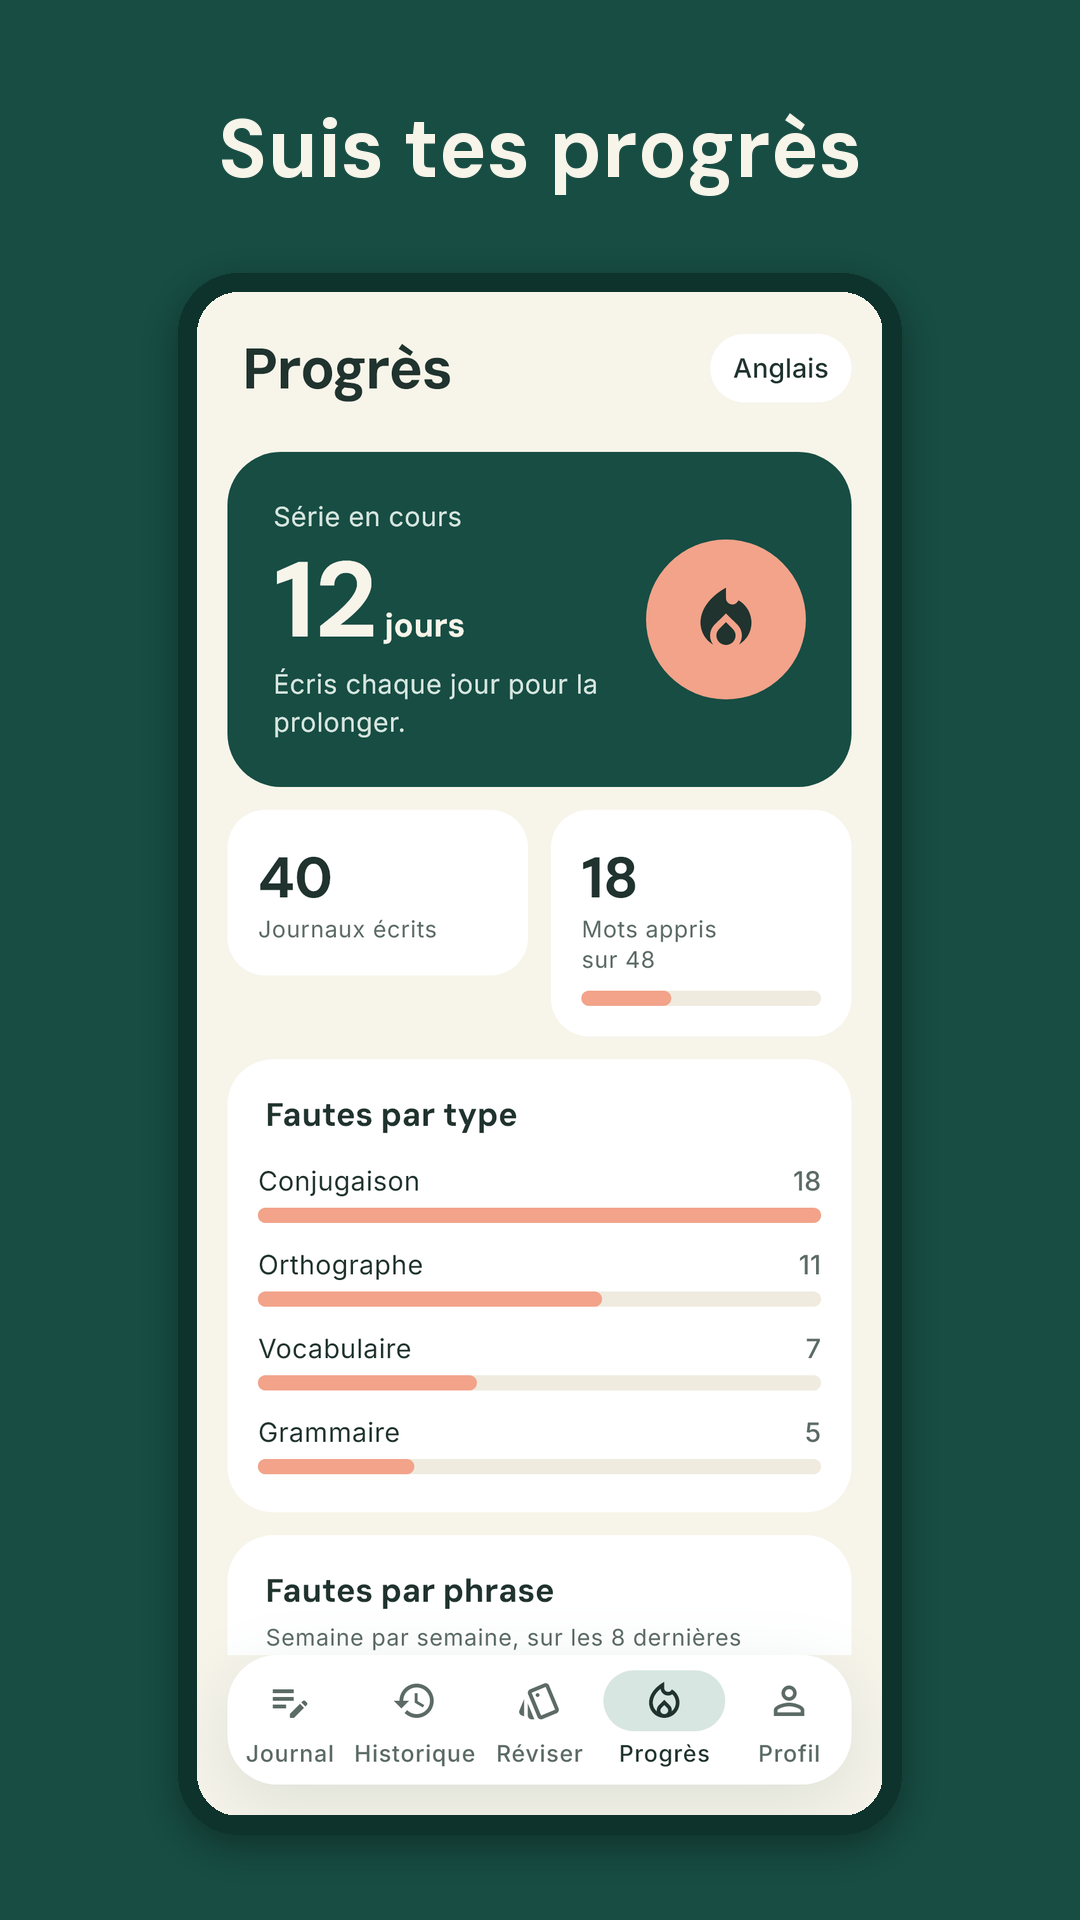 Suis tes progrès
Progrès
Anglais
Série en cours
12 jours
Écris chaque jour pour la
prolonger.
40
Journaux écrits
18
Mots appris
sur 48
Fautes par type
Conjugaison 18
Orthographe 11
Vocabulaire 7
Grammaire 5
Fautes par phrase
Semaine par semaine, sur les 8 dernières
Journal Historique Réviser Progrès Profil